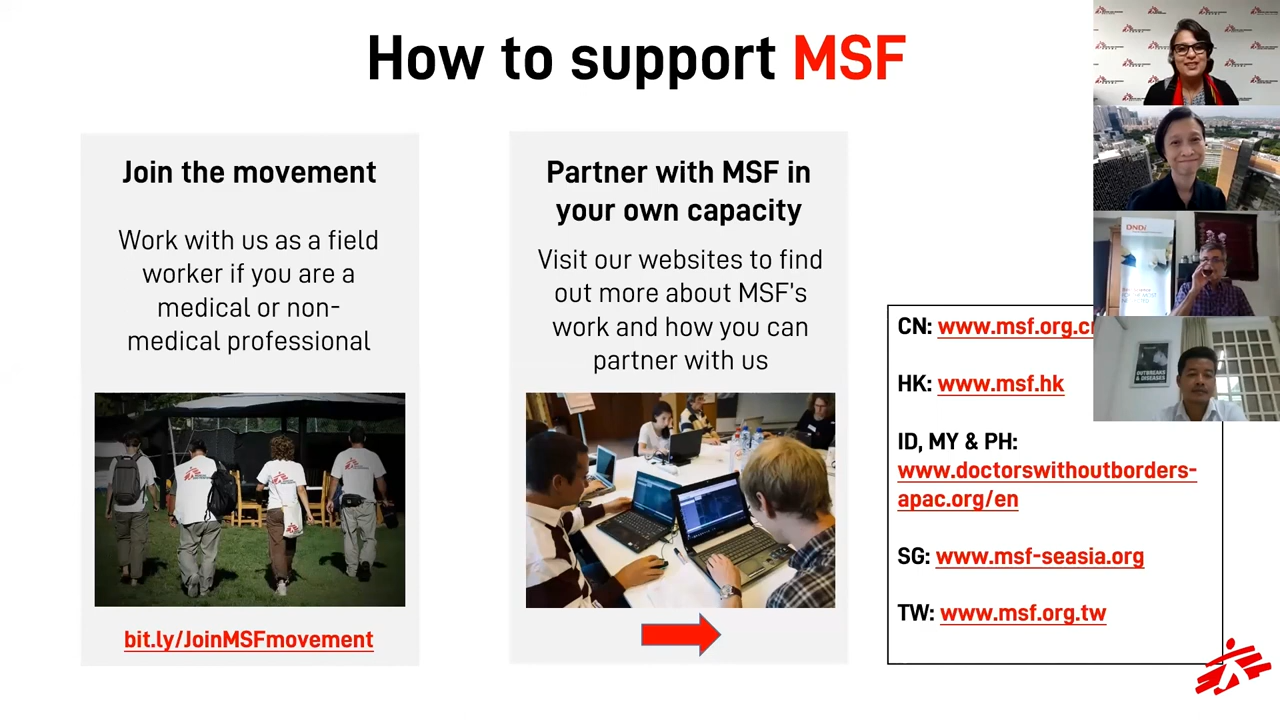 How to support MSF
Join the movement
Work with us as a field
worker if you are a
medical or non-
medical professional
bit.ly/JoinMSFmovement
Partner with MSF in
your own capacity
Visit our websites to find
out more about MSF's
work and how you can
partner with us
CN: www.msf.org.c
HK: www.msf.hk
ID, MY & PH:
www.doctorswithoutborders-
apac.org/en
SG: www.msf-seasia.org
TW: www.msf.org.tw
DNDi
OUTBREAKS
& DISEASES